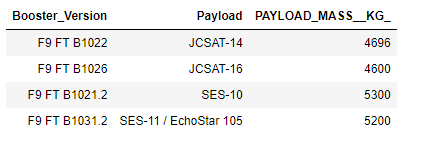 Booster_Version Payload PAYLOAD_MASS__KG_
F9 FT B1022 JCSAT-14 4696
F9 FT B1026 JCSAT-16 4600
F9 FT B1021.2 SES-10 5300
F9 FT B1031.2 SES-11 / EchoStar 105 5200